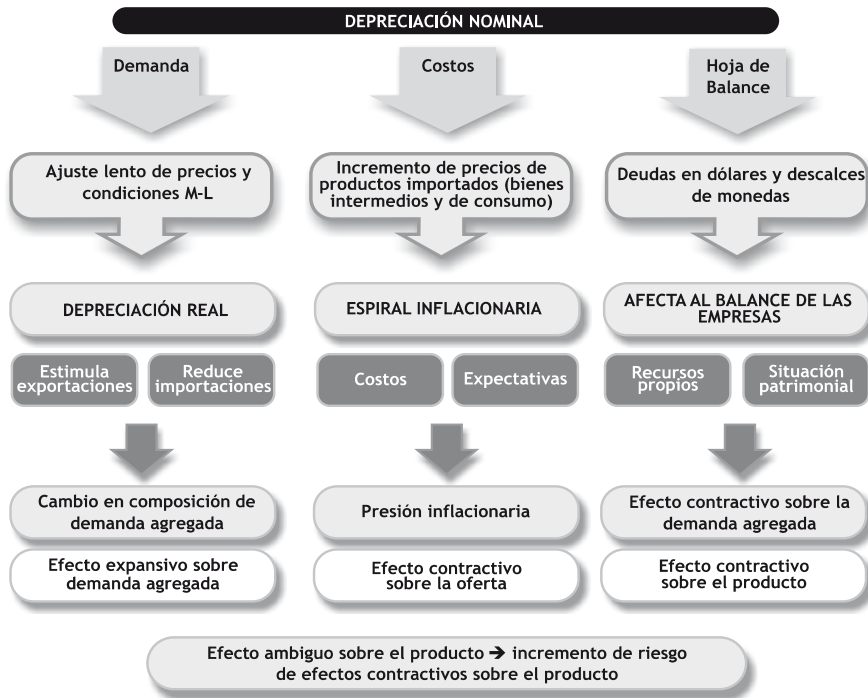 DEPRECIACIÓN NOMINAL
Demanda
Ajuste lento de precios y
condiciones M-L
DEPRECIACIÓN REAL
Estimula
exportaciones
Reduce
importaciones
Cambio en composición de
demanda agregada
Efecto expansivo sobre
demanda agregada
Costos
Incremento de precios de
productos importados (bienes
intermedios y de consumo)
ESPIRAL INFLACIONARIA
Costos
Expectativas
Presión inflacionaria
Efecto contractivo
sobre la oferta
Hoja de
Balance
Deudas en dólares y descalces
de monedas
AFECTA AL BALANCE DE LAS
EMPRESAS
Recursos
propios
Situación
patrimonial
Efecto contractivo sobre la
demanda agregada
Efecto contractivo
sobre el producto
Efecto ambiguo sobre el producto → incremento de riesgo
de efectos contractivos sobre el producto